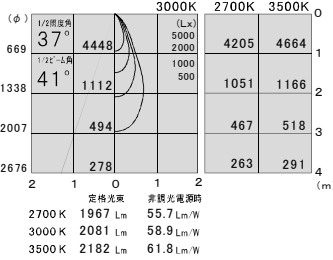 (φ) 3000K 2700K 3500K
1/2照度角 (Lx) 0
37° 5000
669 4448 2000 4205 4664 1
1/2ビーム角 1000
41° 500
1338 1112 1051 1166 2
2007 494 467 518 3
2676 278 263 291 4
2 1 0 1 2 (m
定格光束 非調光電源時
2700K 1967 Lm 55.7 Lm/W
3000K 2081 Lm 58.9 Lm/W
3500K 2182 Lm 61.8 Lm/W